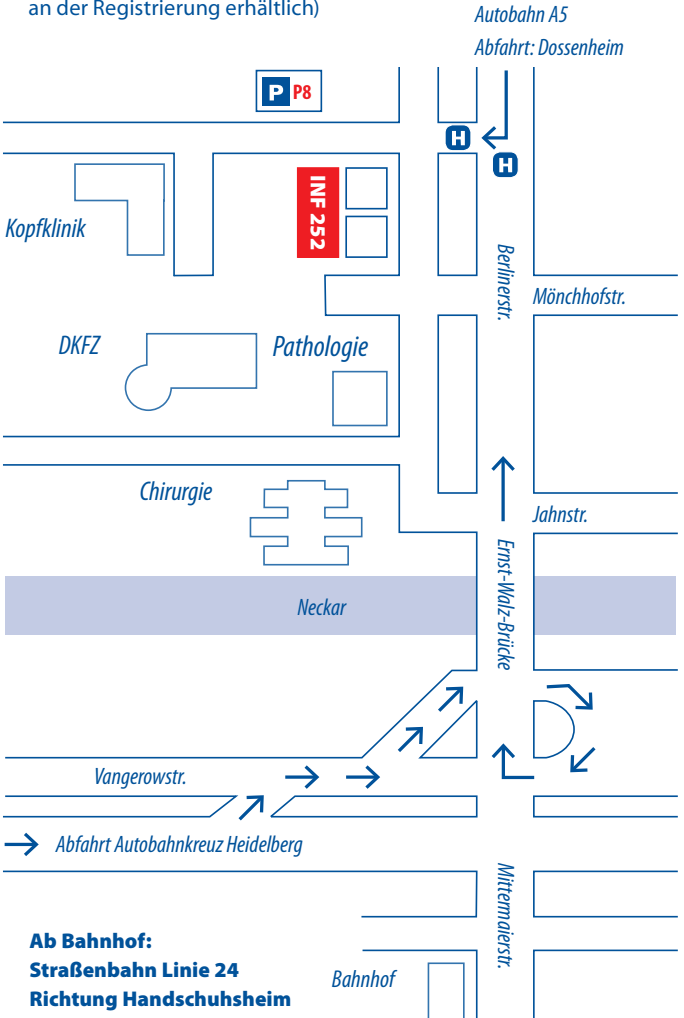 an der Registrierung erhältlich)
Autobahn A5
Abfahrt: Dossenheim
P P8
H
H
INF 252
Kopfklinik
Berlinerstr.
Mönchhofstr.
DKFZ
Pathologie
Chirurgie
Jahnstr.
Ernst-Walz-Brücke
Neckar
Vangerowstr.
Abfahrt Autobahnkreuz Heidelberg
Mittermaierstr.
Ab Bahnhof:
Straßenbahn Linie 24
Richtung Handschuhsheim
Bahnhof